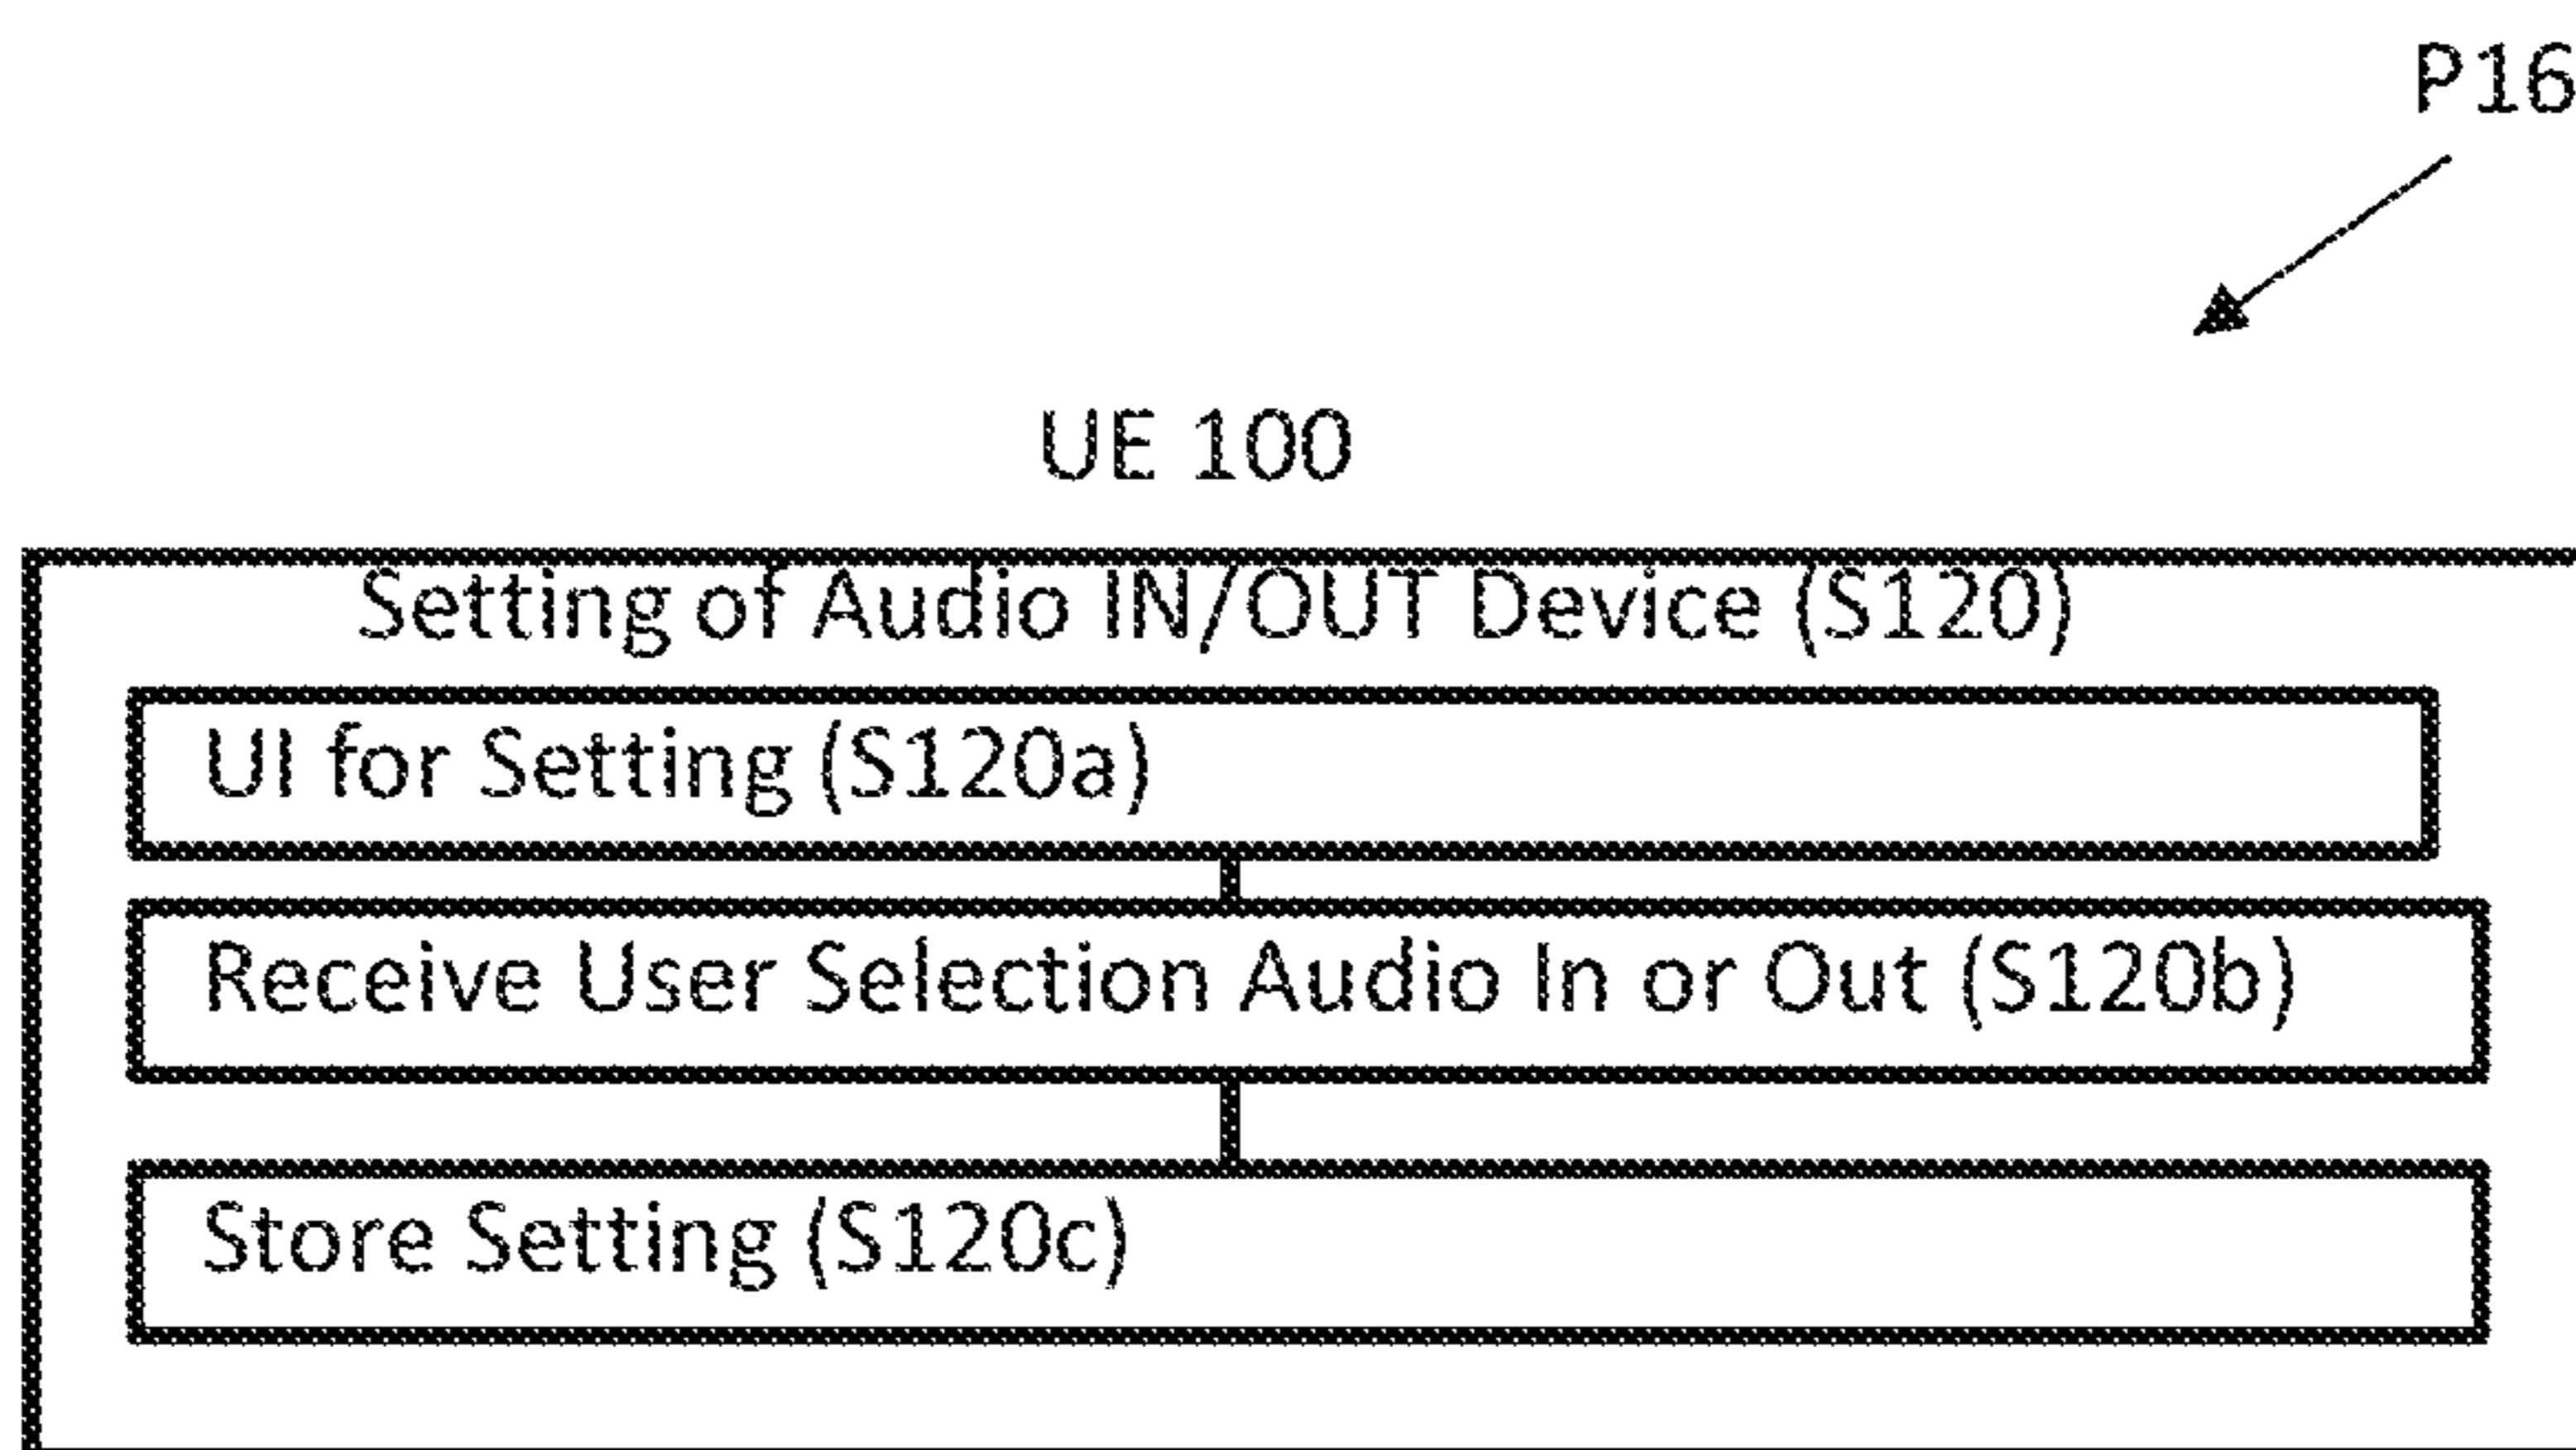 P16
UE 100
Setting of Audio IN/OUT Device (S120)
UI for Setting (S120a)
Receive User Selection Audio In or Out (S120b)
Store Setting (S120c)